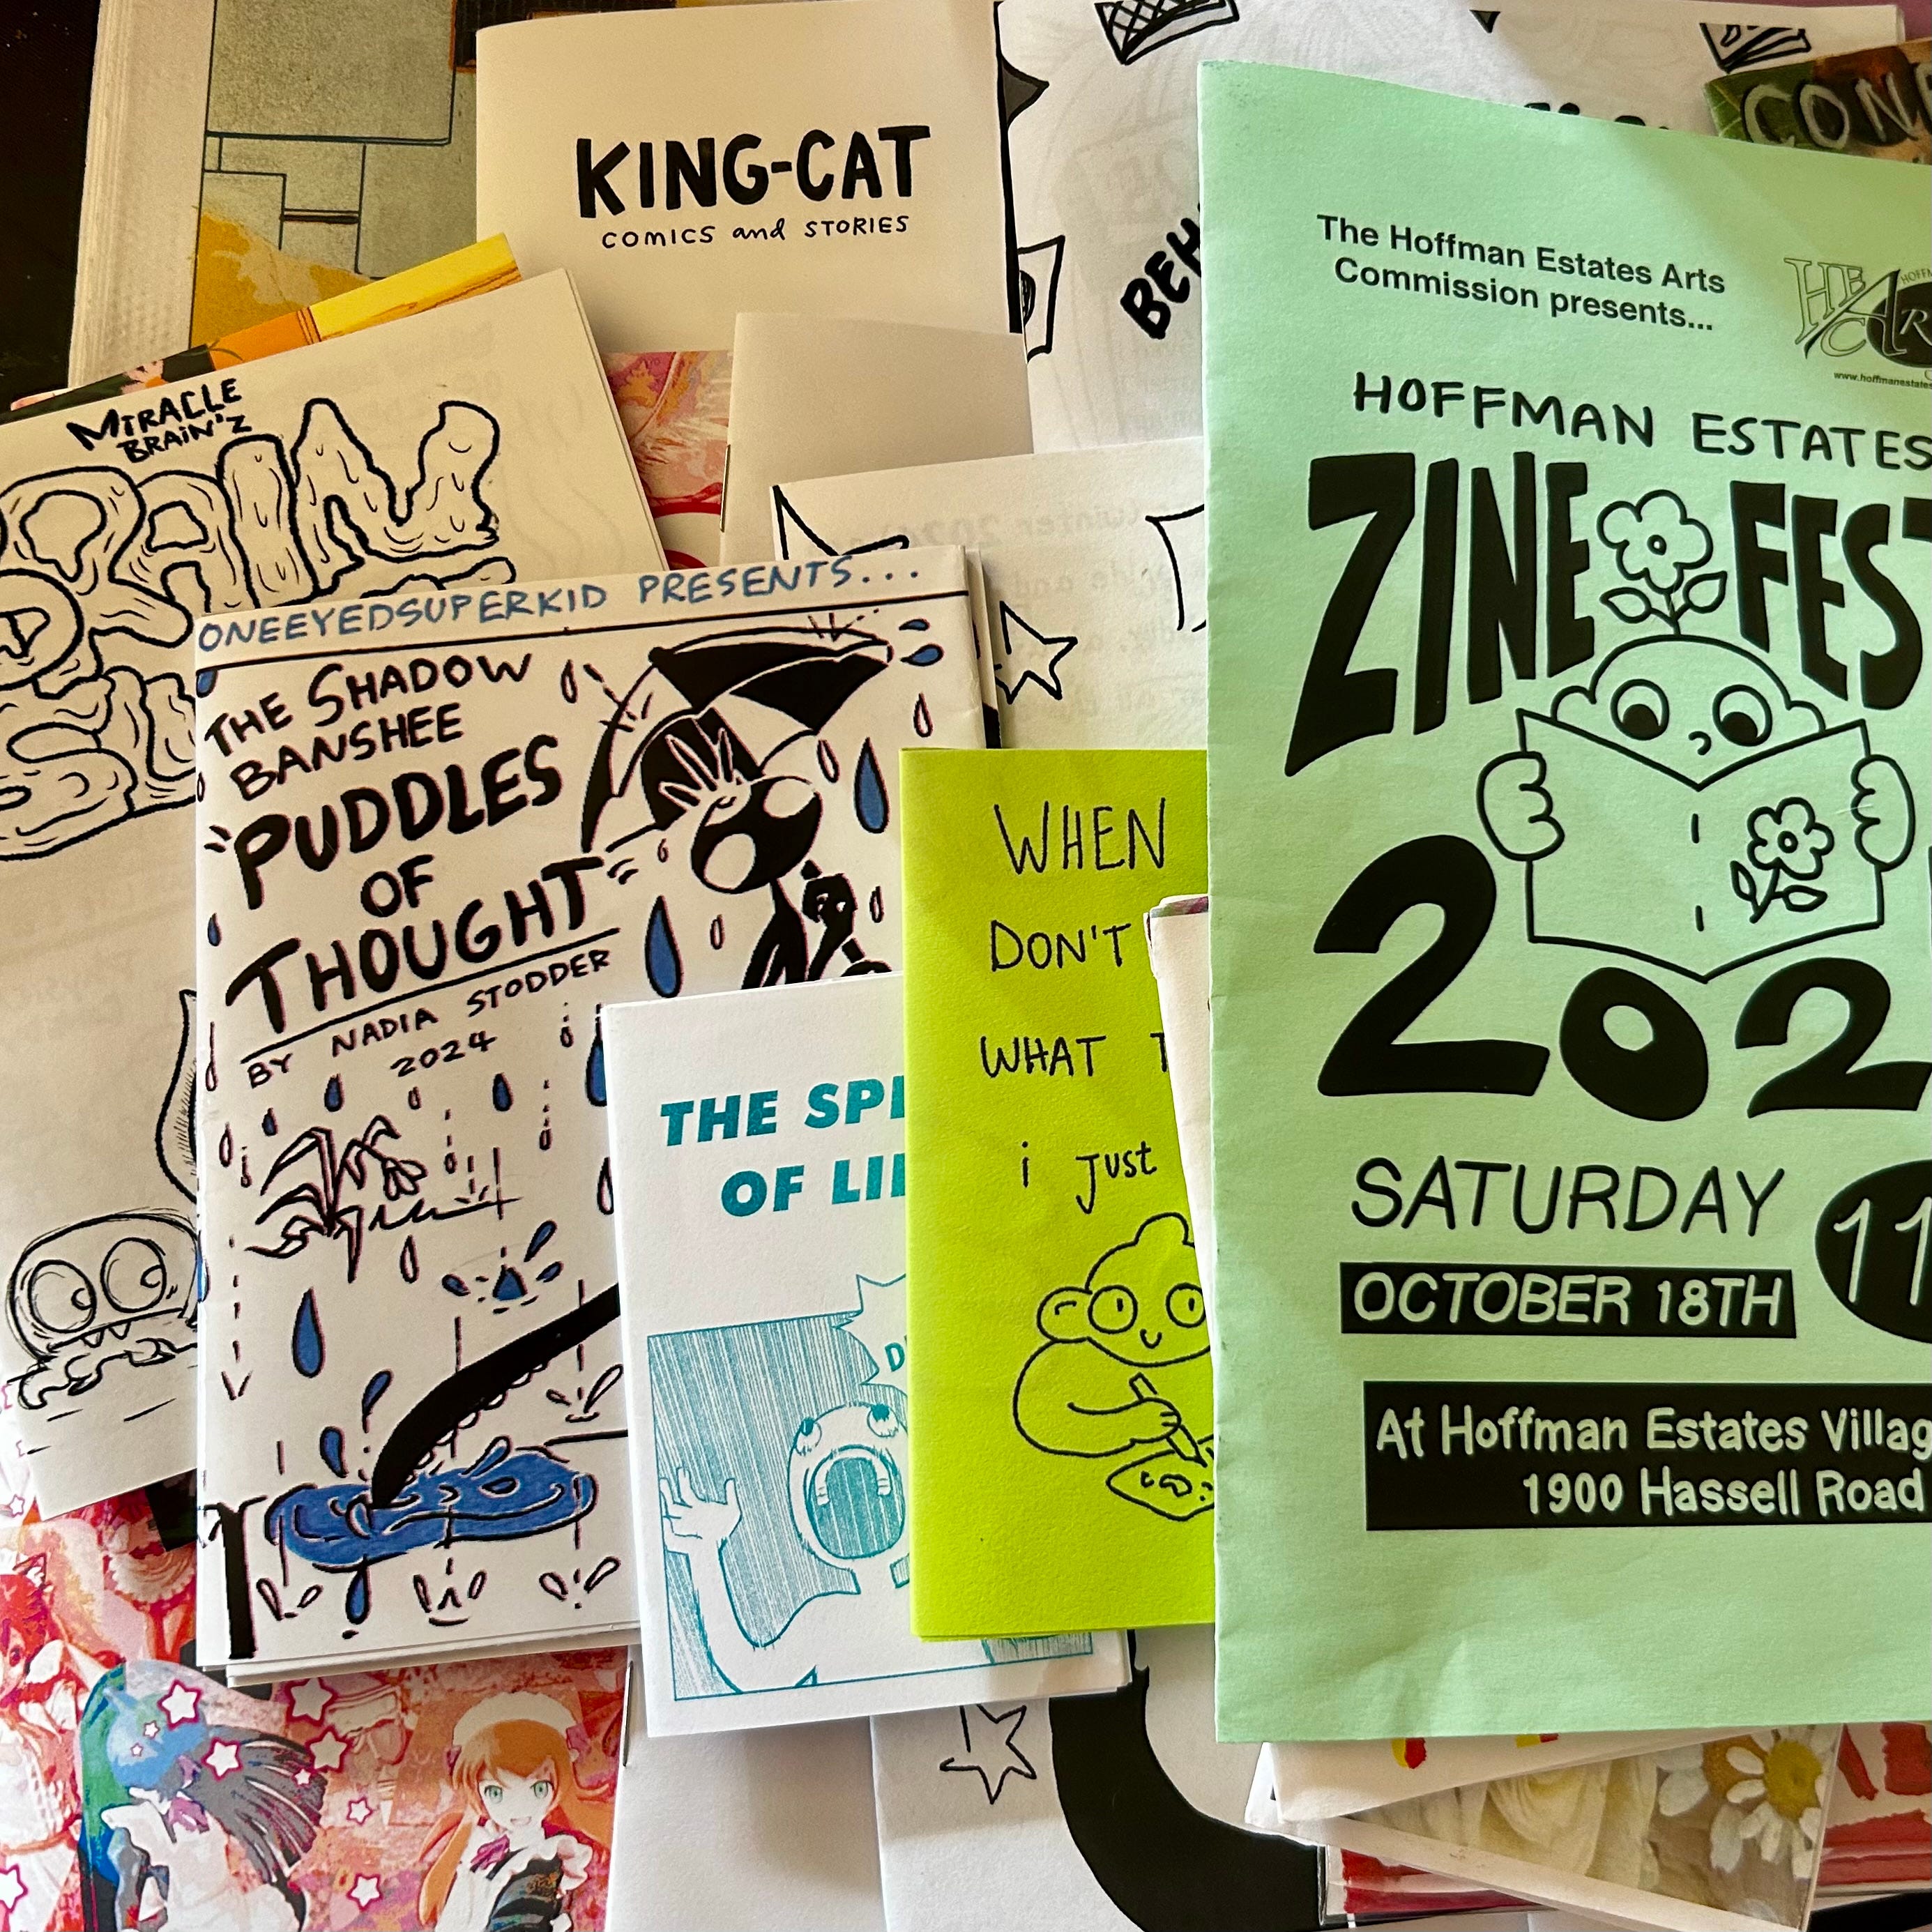 KING-CAT
COMICS and STORIES
MIRACLE
BRAIN'Z
ONEEYEDSUPERKID PRESENTS...
THE SHADOW
BANSHEE
PUDDLES
OF
THOUGHT
BY NADIA STODDER
2024
THE
OF
WHEN
DON'T
WHAT
i just
The Hoffman Estates Arts
Commission presents...
HOFFMAN ESTATES
ZINE FEST
202
SATURDAY
11
OCTOBER 18TH
At Hoffman Estates Villag
1900 Hassell Road